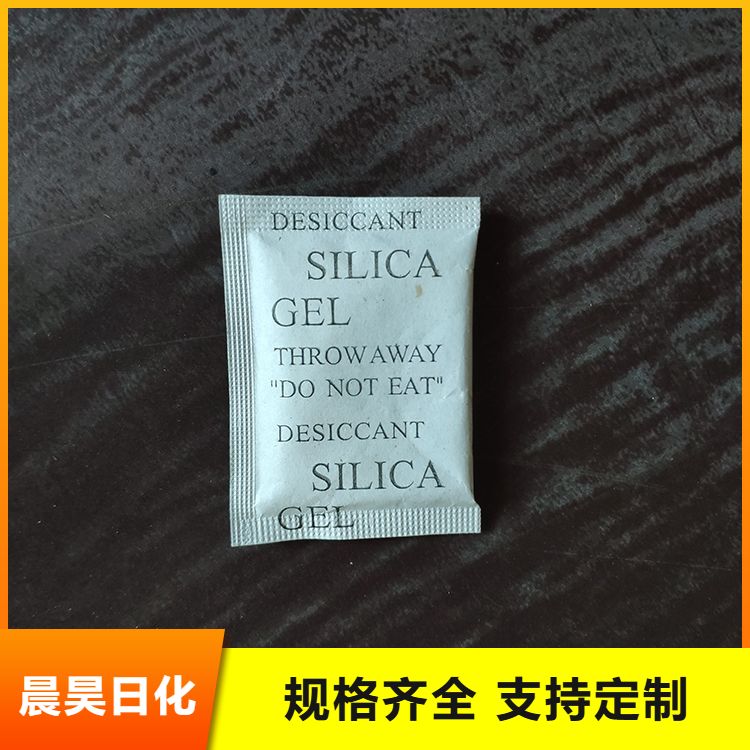 DESICCANT
SILICA
GEL
THROWAWAY
"DO NOT EAT"
DESICCANT
SILICA
GEL
晨昊日化
规格齐全 支持定制